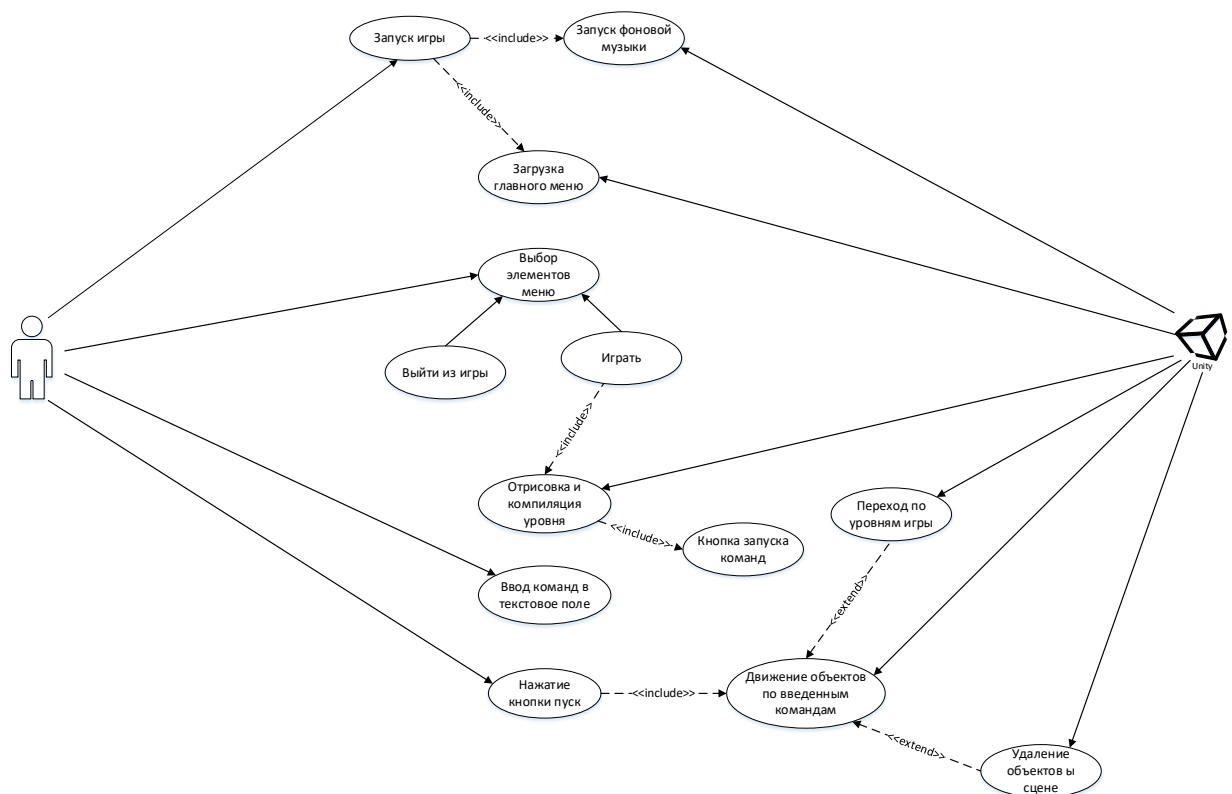 Запуск игры
<<include>>
Запуск фоновой
музыки
<<include>>
Загрузка
главного меню
Выбор
элементов
меню
Выйти из игры
Играть
Unity
<<include>>
Отрисовка и
компиляция
уровня
<<include>>
Кнопка запуска
команд
Переход по
уровням игры
Ввод команд в
текстовое поле
<<extend>>
Нажатие
кнопки пуск
<<include>>
Движение объектов
по введенным
командам
<<extend>>
Удаление
объектов ы
сцене